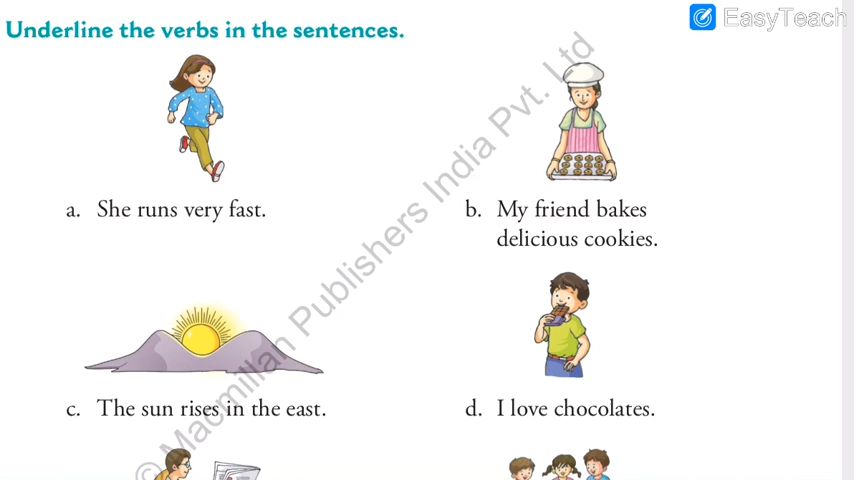 EasyTeach
Underline the verbs in the sentences.
a. She runs very fast.
b. My friend bakes
delicious cookies.
c. The sun rises in the east.
d. I love chocolates.
© Macmillan Publishers India Pvt. Ltd